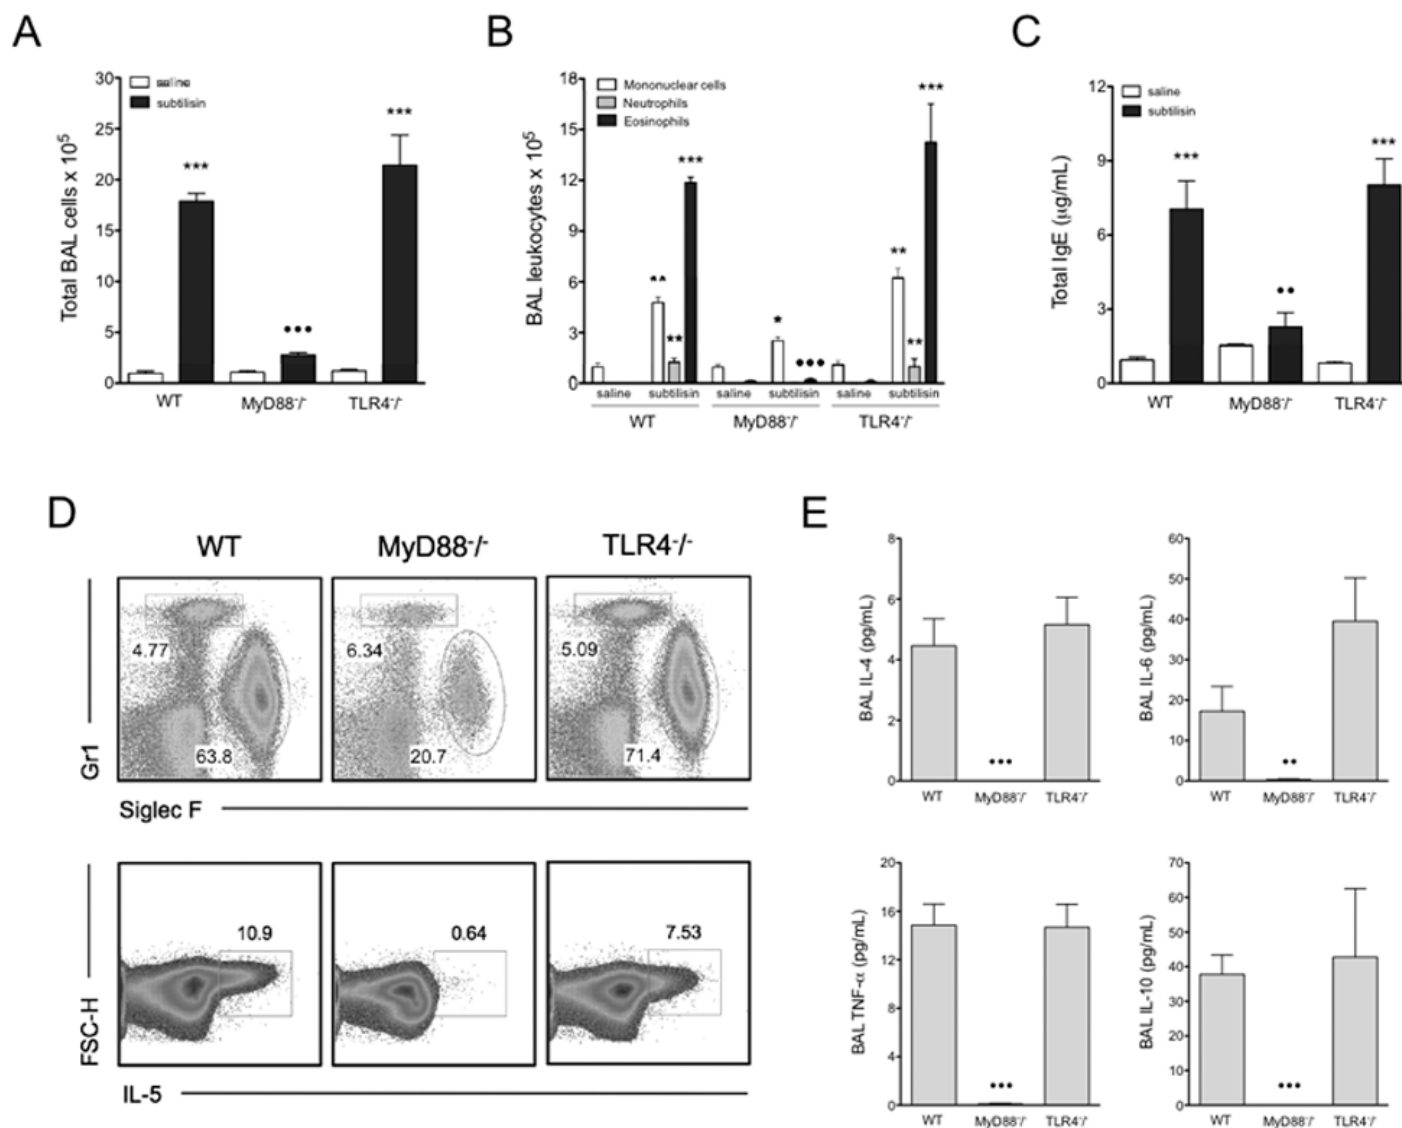 A
30
25
20
15
10
5
0
Total BAL cells x 10⁵
saline
subtilisin
***
•••
***
WT
MyD88⁻/⁻
TLR4⁻/⁻
B
18
15
12
9
6
3
0
BAL leukocytes x 10⁵
Mononuclear cells
Neutrophils
Eosinophils
**
**
***
*
•••
**
**
***
saline subtilisin saline subtilisin saline subtilisin
WT MyD88⁻/⁻ TLR4⁻/⁻
C
12
9
6
3
0
Total IgE (µg/mL)
saline
subtilisin
***
••
***
WT MyD88⁻/⁻ TLR4⁻/⁻
D
WT MyD88⁻/⁻ TLR4⁻/⁻
4.77 6.34 5.09
63.8 20.7 71.4
Gr1
Siglec F
10.9 0.64 7.53
FSC-H
IL-5
E
8
6
4
2
0
BAL IL-4 (pg/mL)
•••
WT MyD88⁻/⁻ TLR4⁻/⁻
60
50
40
30
20
10
0
BAL IL-6 (pg/mL)
••
WT MyD88⁻/⁻ TLR4⁻/⁻
20
16
12
8
4
0
BAL TNF-α (pg/mL)
•••
WT MyD88⁻/⁻ TLR4⁻/⁻
70
60
50
40
30
20
10
0
BAL IL-10 (pg/mL)
•••
WT MyD88⁻/⁻ TLR4⁻/⁻